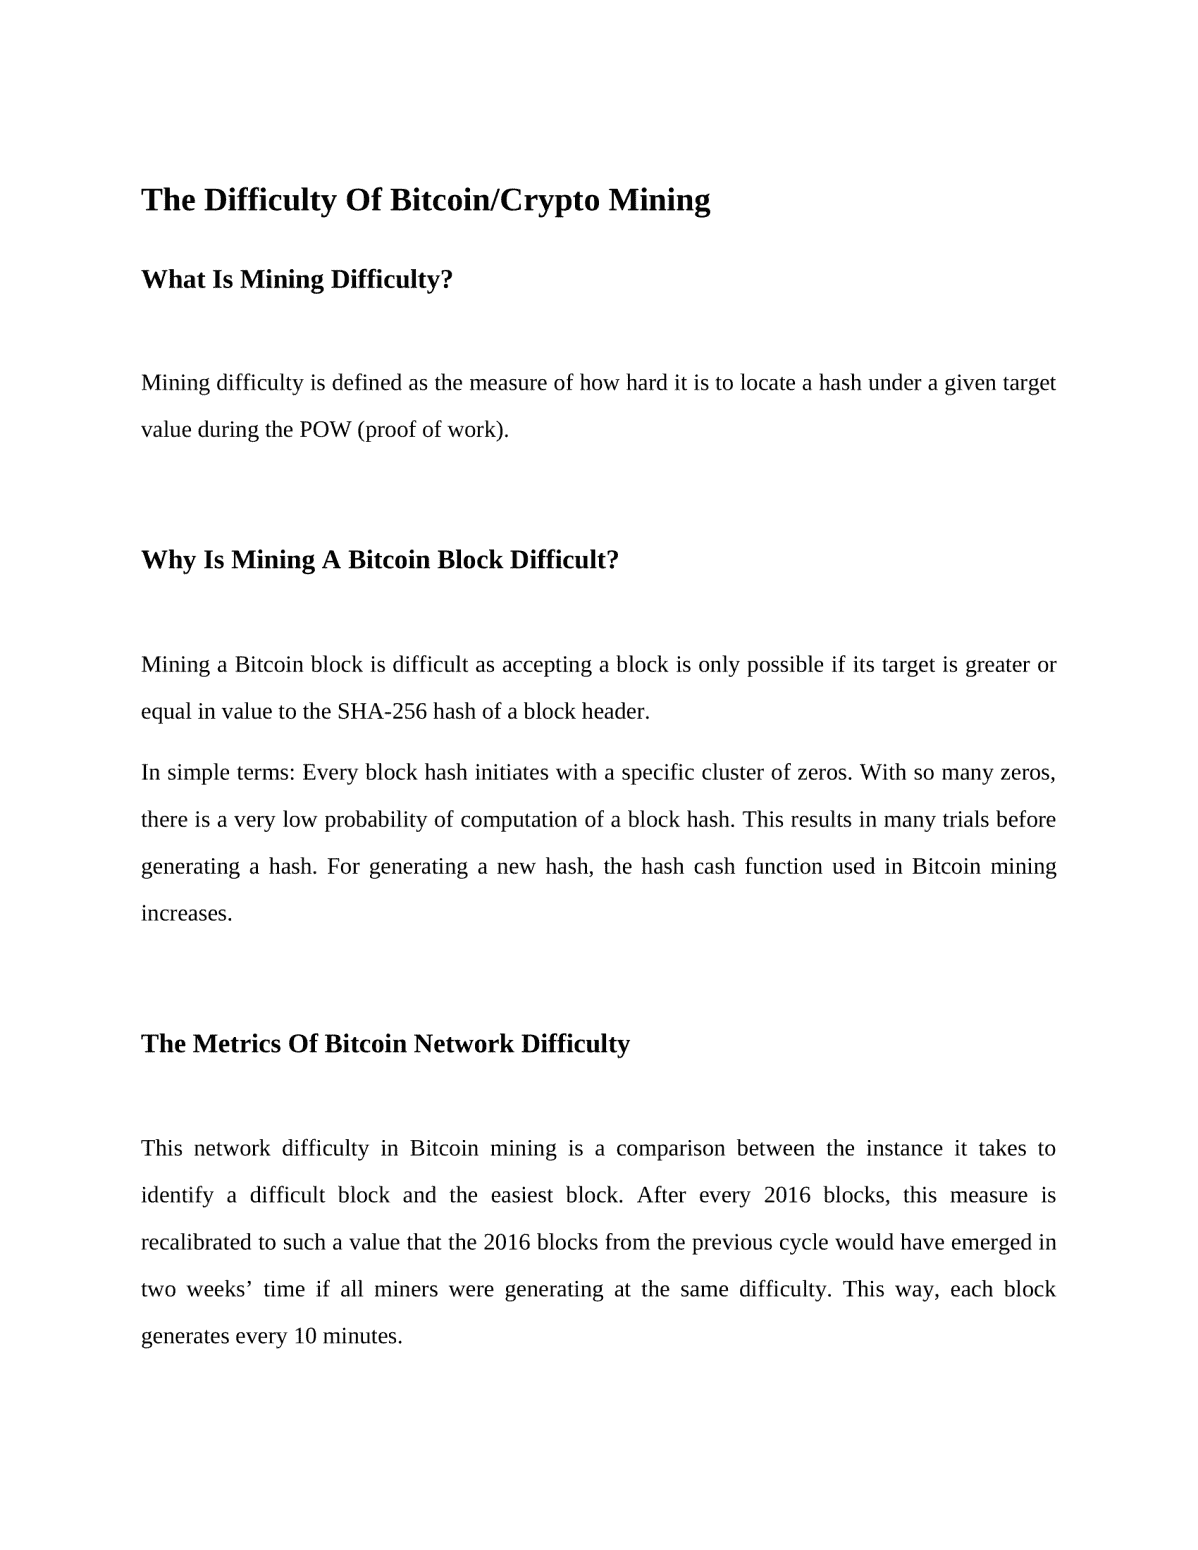 The Difficulty Of Bitcoin/Crypto Mining
What Is Mining Difficulty?
Mining difficulty is defined as the measure of how hard it is to locate a hash under a given target
value during the POW (proof of work).
Why Is Mining A Bitcoin Block Difficult?
Mining a Bitcoin block is difficult as accepting a block is only possible if its target is greater or
equal in value to the SHA-256 hash of a block header.
In simple terms: Every block hash initiates with a specific cluster of zeros. With so many zeros,
there is a very low probability of computation of a block hash. This results in many trials before
generating a hash. For generating a new hash, the hash cash function used in Bitcoin mining
increases.
The Metrics Of Bitcoin Network Difficulty
This network difficulty in Bitcoin mining is a comparison between the instance it takes to
identify a difficult block and the easiest block. After every 2016 blocks, this measure is
recalibrated to such a value that the 2016 blocks from the previous cycle would have emerged in
two weeks’ time if all miners were generating at the same difficulty. This way, each block
generates every 10 minutes.